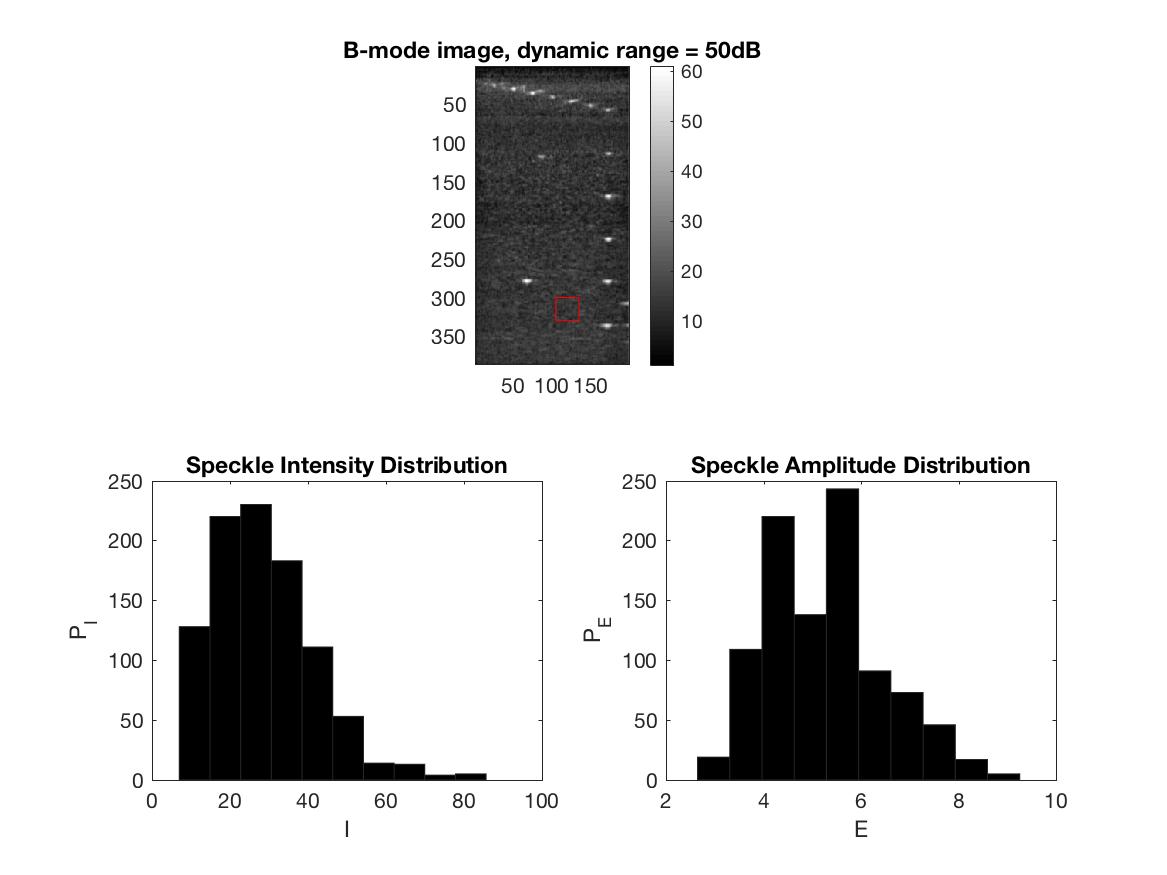 B-mode image, dynamic range = 50dB
50
100
150
200
250
300
350
50 100 150
60
50
40
30
20
10
Speckle Intensity Distribution
250
200
150
100
50
0
0 20 40 60 80 100
P_I
I
Speckle Amplitude Distribution
250
200
150
100
50
0
2 4 6 8 10
P_E
E